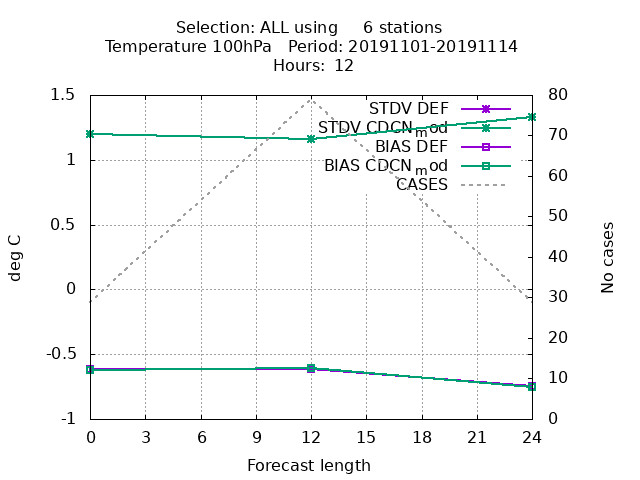 Selection: ALL using 6 stations
Temperature 100hPa Period: 20191101-20191114
Hours: 12
STDV DEF
STDV CDCN_mod
BIAS DEF
BIAS CDCN_mod
CASES
1.5
1
0.5
0
-0.5
-1
deg C
80
70
60
50
40
30
20
10
0
No cases
0 3 6 9 12 15 18 21 24
Forecast length